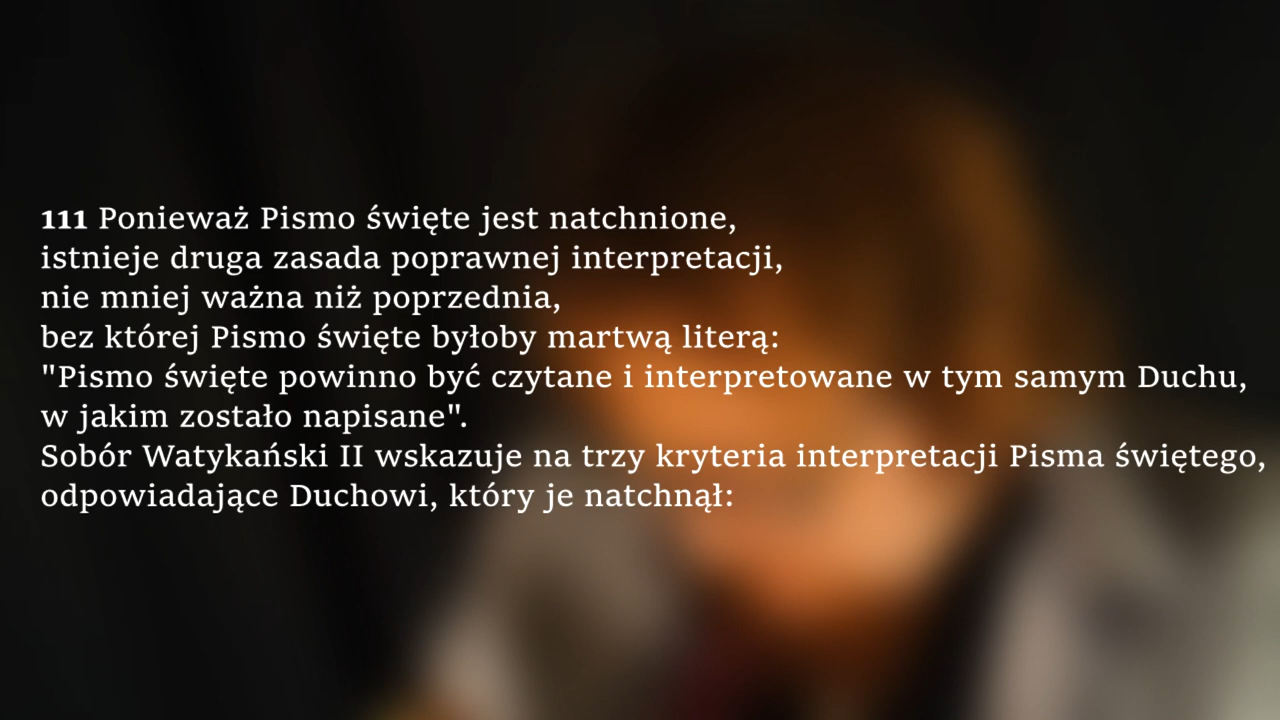 111 Ponieważ Pismo święte jest natchnione,
istnieje druga zasada poprawnej interpretacji,
nie mniej ważna niż poprzednia,
bez której Pismo święte byłoby martwą literą:
"Pismo święte powinno być czytane i interpretowane w tym samym Duchu,
w jakim zostało napisane".
Sobór Watykański II wskazuje na trzy kryteria interpretacji Pisma świętego,
odpowiadające Duchowi, który je natchnął: